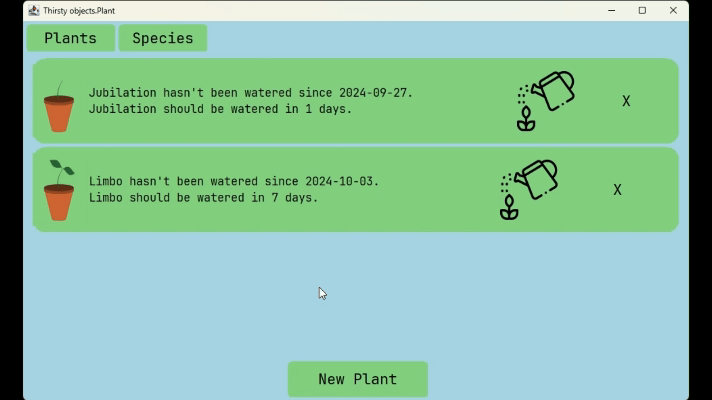 Thirsty objects.Plant
Plants
Species
Jubilation hasn't been watered since 2024-09-27.
Jubilation should be watered in 1 days.
X
Limbo hasn't been watered since 2024-10-03.
Limbo should be watered in 7 days.
X
New Plant